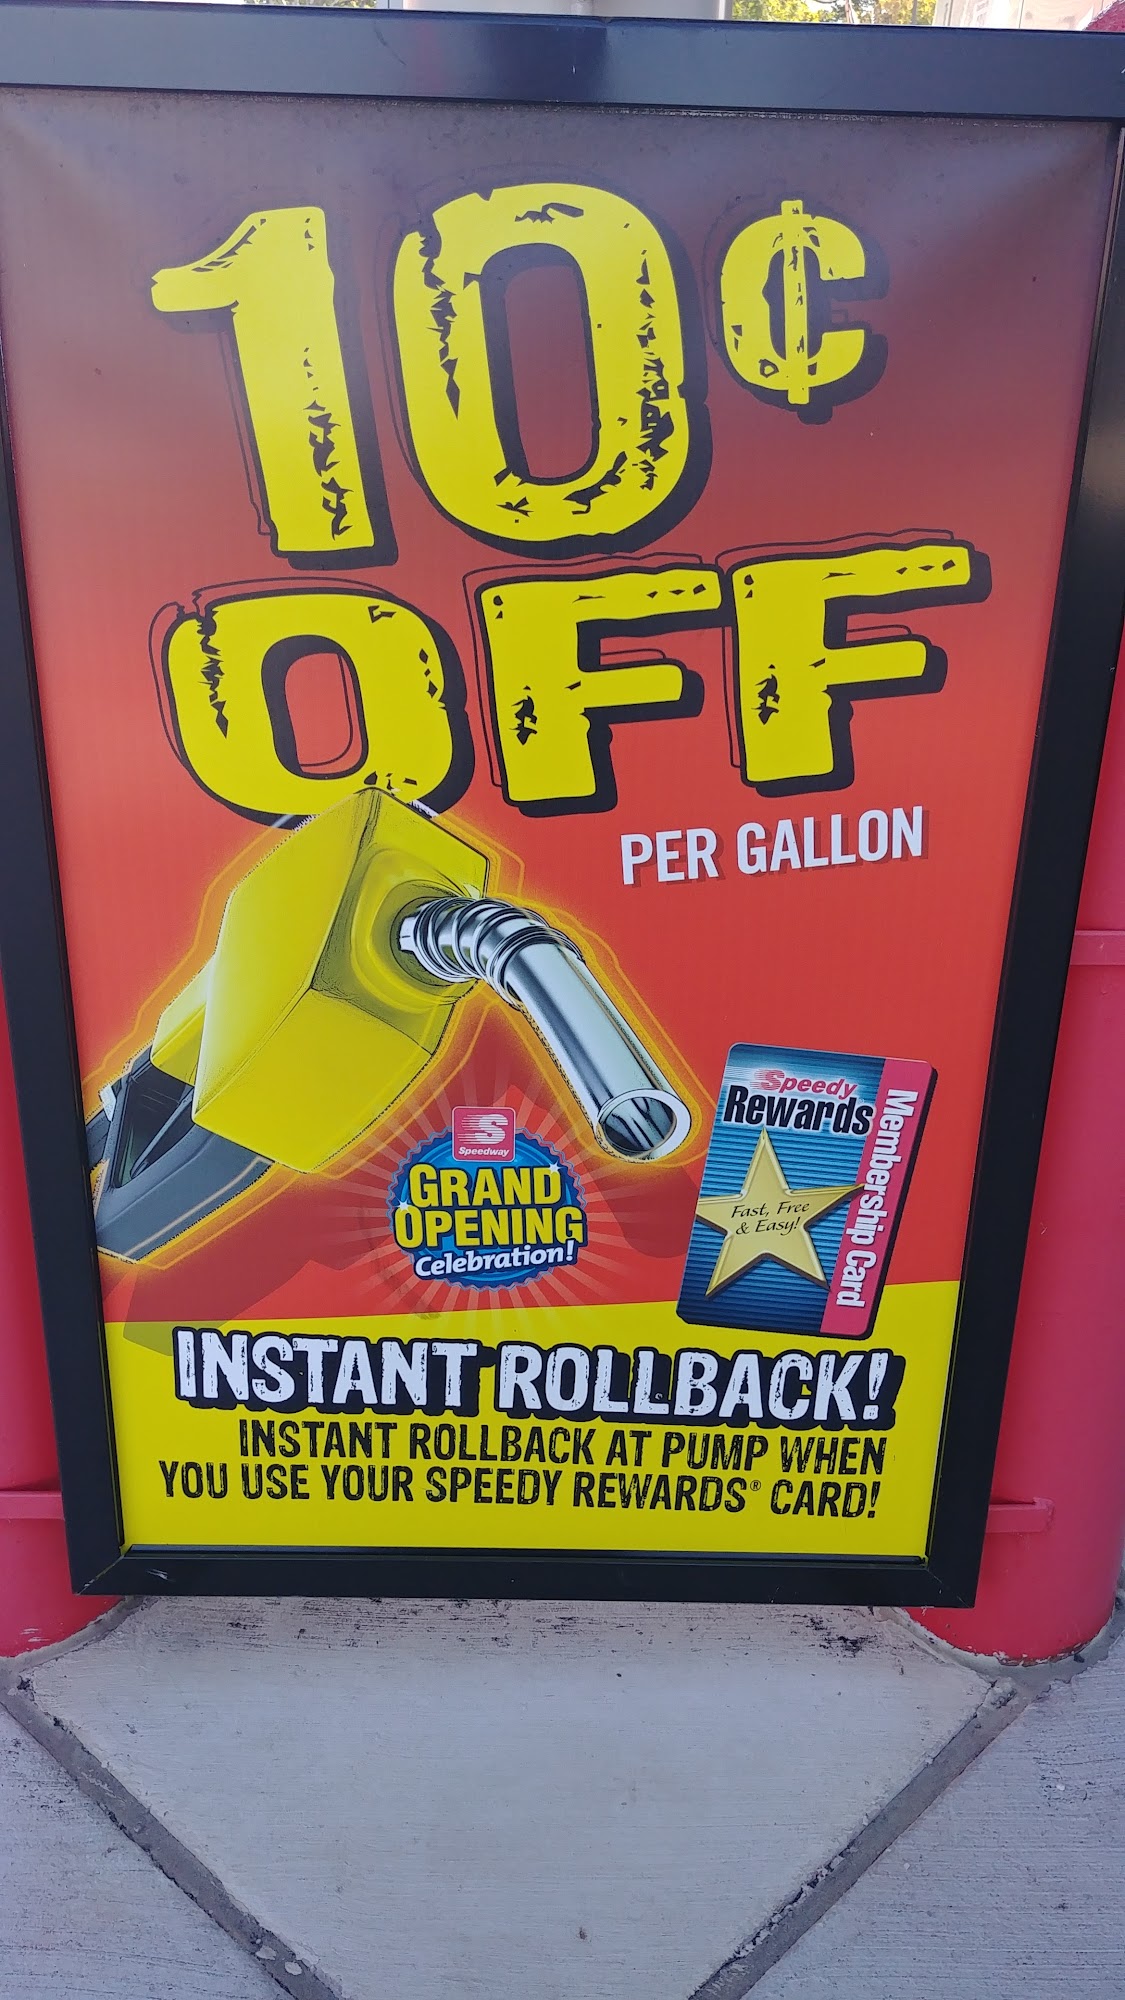 10¢
OFF
PER GALLON
S
Speedway
GRAND
OPENING
Celebration!
Speedy
Rewards
Membership Card
Fast, Free
& Easy!
INSTANT ROLLBACK!
INSTANT ROLLBACK AT PUMP WHEN
YOU USE YOUR SPEEDY REWARDS® CARD!